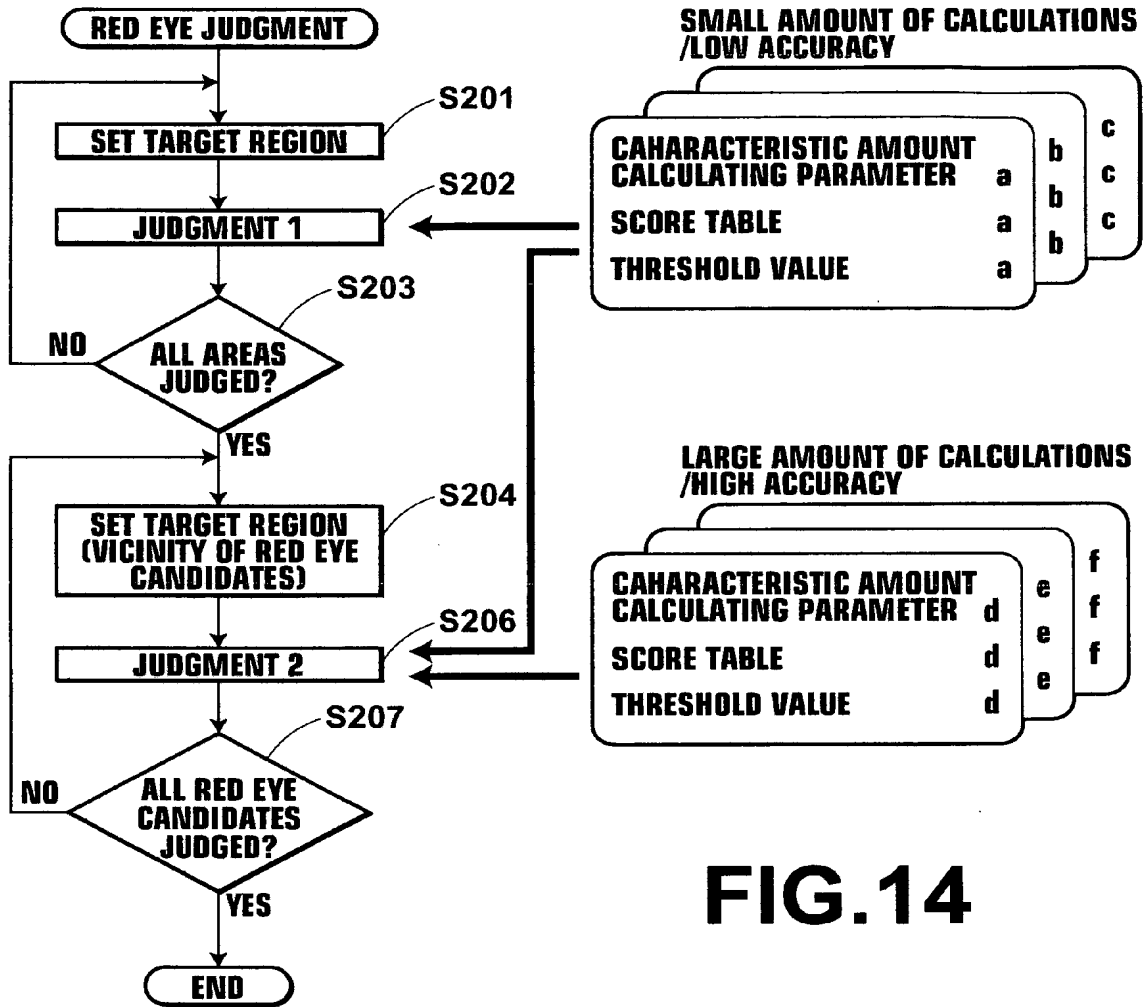 RED EYE JUDGMENT
S201
SET TARGET REGION
S202
JUDGMENT 1
S203
NO
ALL AREAS
JUDGED?
YES
S204
SET TARGET REGION
(VICINITY OF RED EYE
CANDIDATES)
S206
JUDGMENT 2
S207
NO
ALL RED EYE
CANDIDATES
JUDGED?
YES
END
SMALL AMOUNT OF CALCULATIONS
/LOW ACCURACY
CAHARACTERISTIC AMOUNT
CALCULATING PARAMETER a
SCORE TABLE a
THRESHOLD VALUE a
b
b
b
c
c
c
LARGE AMOUNT OF CALCULATIONS
/HIGH ACCURACY
CAHARACTERISTIC AMOUNT
CALCULATING PARAMETER d
SCORE TABLE d
THRESHOLD VALUE d
e
e
e
f
f
f
FIG.14